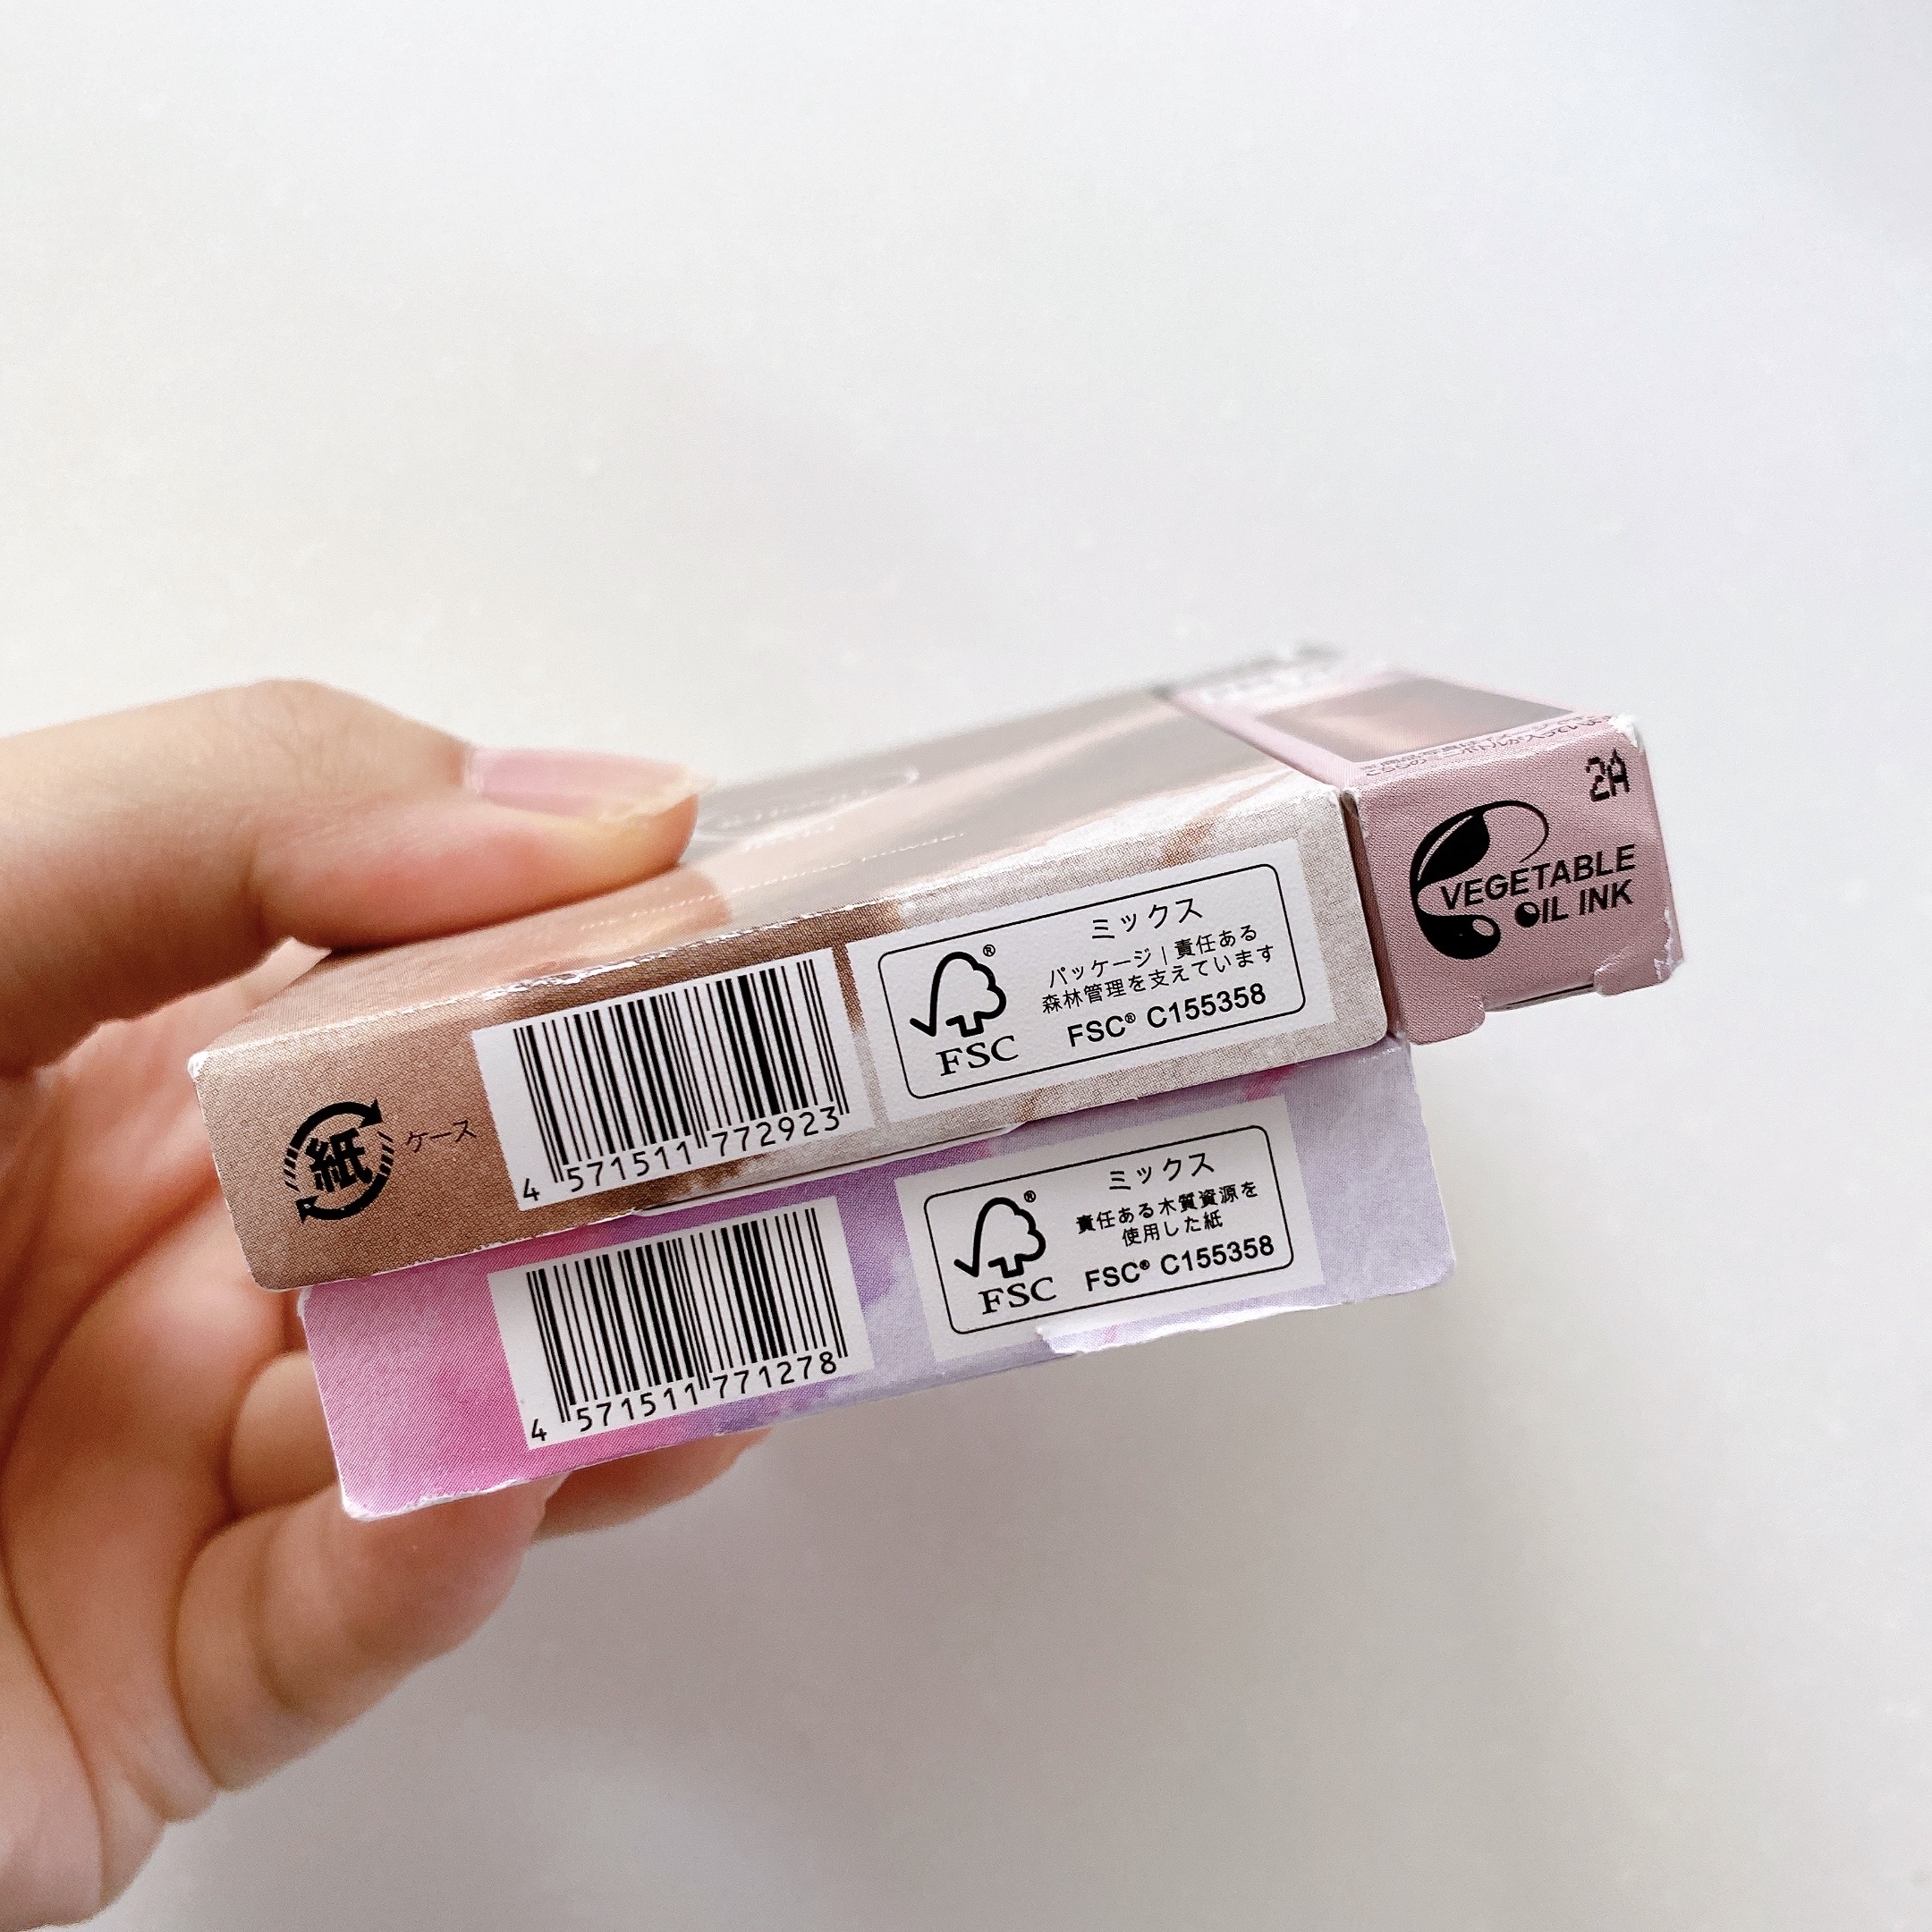 2A
VEGETABLE
OIL INK
紙
ケース
4 571511 772923
FSC
ミックス
パッケージ | 責任ある
森林管理を支えています
FSC® C155358
4 571511 771278
FSC
ミックス
責任ある木質資源を
使用した紙
FSC® C155358